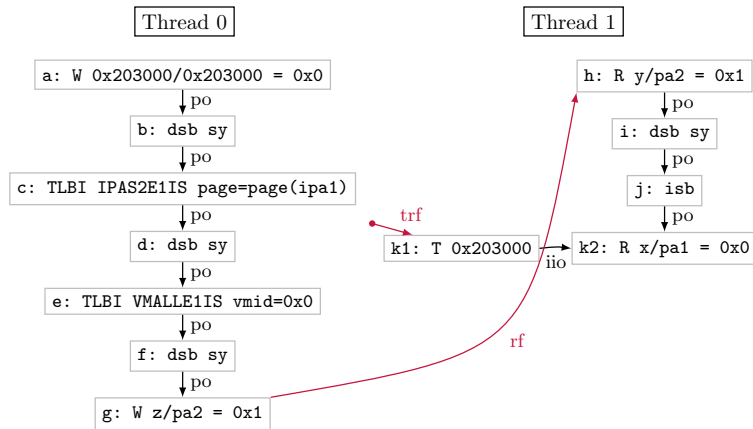 Thread 0
Thread 1
a: W 0x203000/0x203000 = 0x0
po
b: dsb sy
po
c: TLBI IPAS2E1IS page=page(ipa1)
po
d: dsb sy
po
e: TLBI VMALLE1IS vmid=0x0
po
f: dsb sy
po
g: W z/pa2 = 0x1
rf
h: R y/pa2 = 0x1
po
i: dsb sy
po
j: isb
po
trf
k1: T 0x203000
iio
k2: R x/pa1 = 0x0